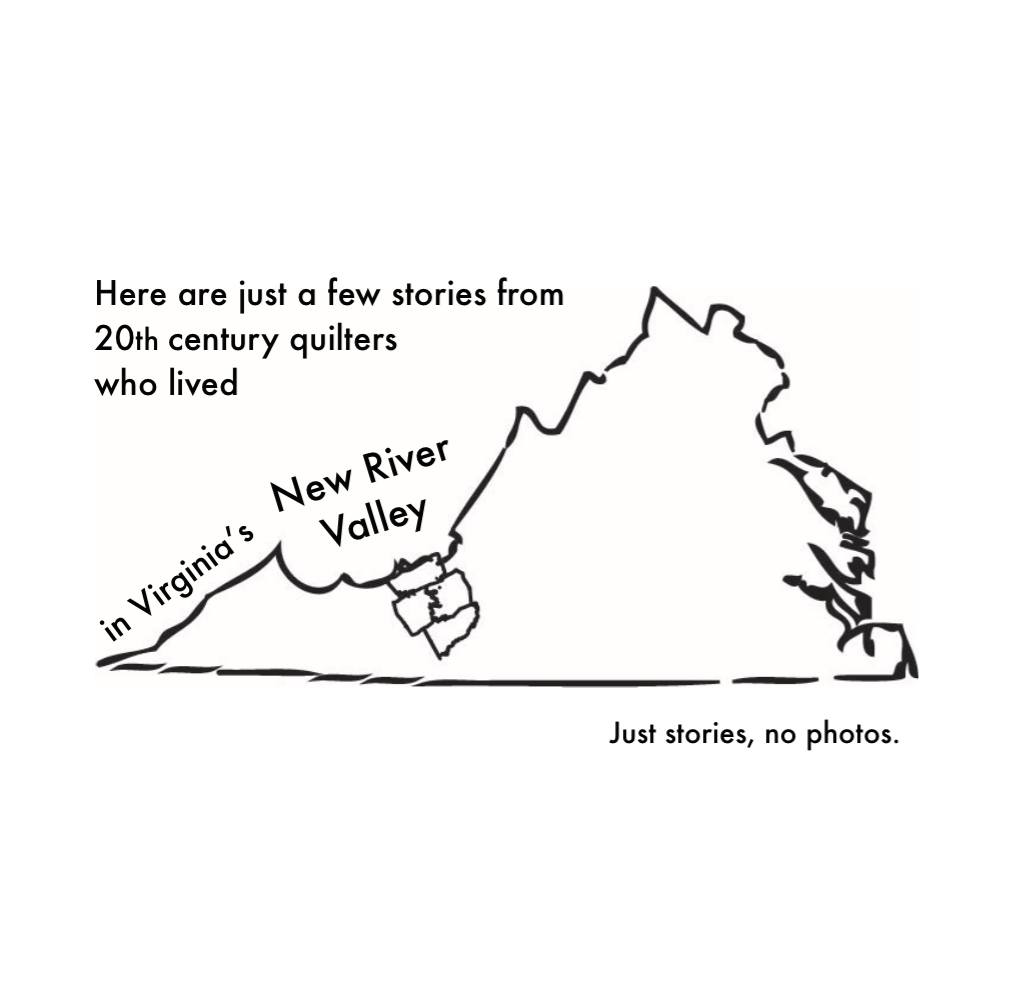 Here are just a few stories from
20th century quilters
who lived
in Virginia's
New River
Valley
Just stories, no photos.